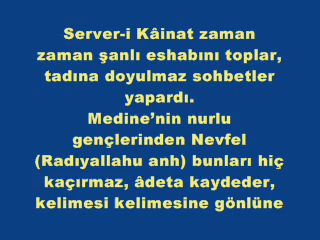 Server-i Kâinat zaman
zaman şanlı eshabını toplar,
tadına doyulmaz sohbetler
yapardı.
Medine’nin nurlu
gençlerinden Nevfel
(Radıyallahu anh) bunları hiç
kaçırmaz, âdeta kaydeder,
kelimesi kelimesine gönlüne